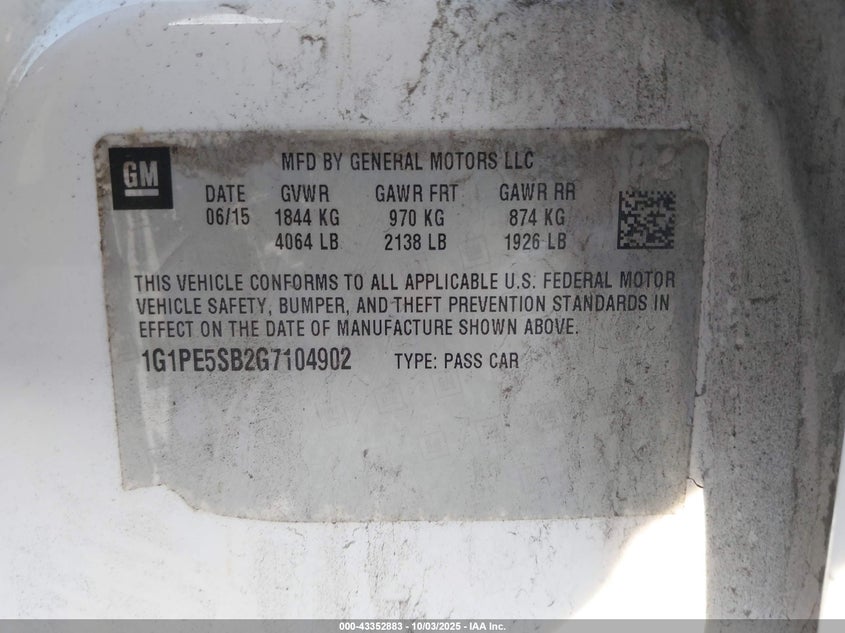 GM
MFD BY GENERAL MOTORS LLC
DATE GVWR GAWR FRT GAWR RR
06/15 1844 KG 970 KG 874 KG
4064 LB 2138 LB 1926 LB
THIS VEHICLE CONFORMS TO ALL APPLICABLE U.S. FEDERAL MOTOR
VEHICLE SAFETY, BUMPER, AND THEFT PREVENTION STANDARDS IN
EFFECT ON THE DATE OF MANUFACTURE SHOWN ABOVE.
1G1PE5SB2G7104902 TYPE: PASS CAR
000-43352883 - 10/03/2025 - IAA Inc.